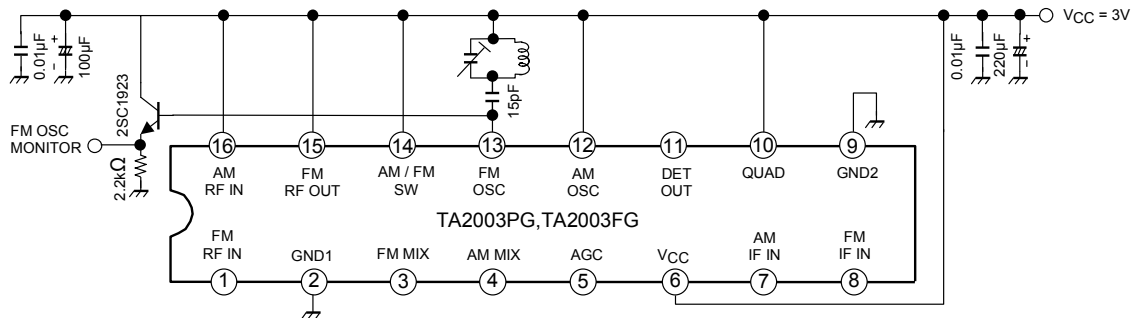 VCC = 3V
0.01μF
100μF
+
−
2SC1923
15pF
0.01μF
220μF
+
−
FM OSC
MONITOR
2.2kΩ
16
15
14
13
12
11
10
9
AM
RF IN
FM
RF OUT
AM / FM
SW
FM
OSC
AM
OSC
DET
OUT
QUAD
GND2
TA2003PG,TA2003FG
FM
RF IN
GND1
FM MIX
AM MIX
AGC
VCC
AM
IF IN
FM
IF IN
1
2
3
4
5
6
7
8